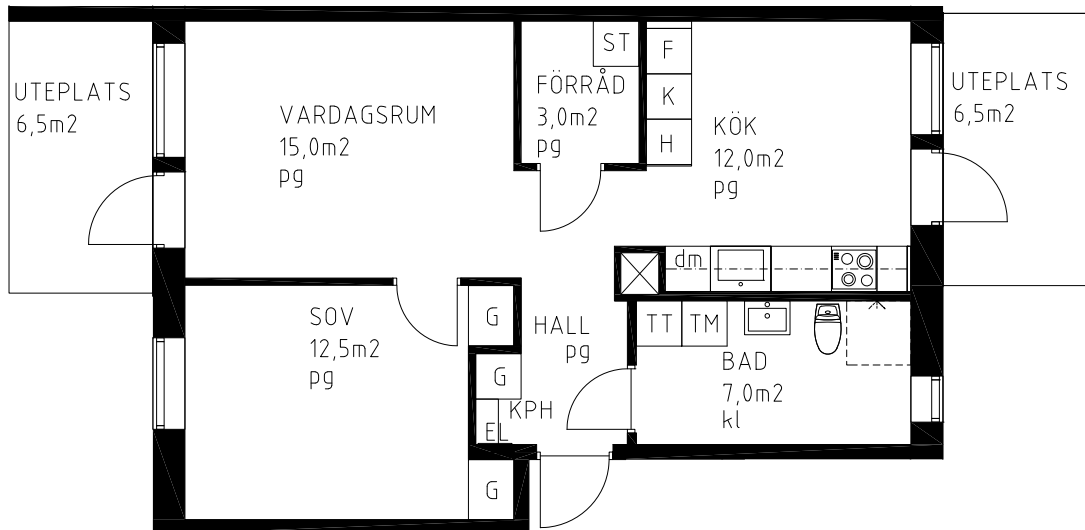 UTEPLATS
6,5m2
VARDAGSRUM
15,0m2
pg
ST
FÖRRÅD
3,0m2
pg
F
K
H
KÖK
12,0m2
pg
UTEPLATS
6,5m2
dm
SOV
12,5m2
pg
G
HALL
pg
TT
TM
BAD
7,0m2
kl
G
KPH
EL
G